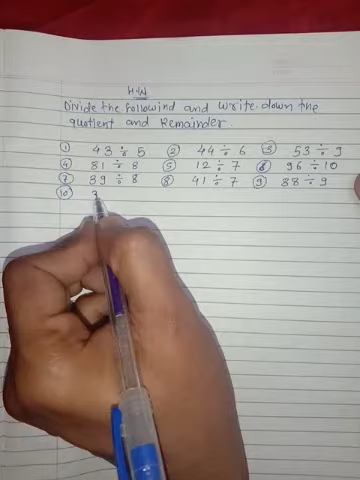 H.W
Divide the followind and write down the
quotient and Remainder.
① 43 ÷ 5 ② 44 ÷ 6 ③ 53 ÷ 9
④ 81 ÷ 8 ⑤ 12 ÷ 7 ⑥ 96 ÷ 10
⑦ 39 ÷ 8 ⑧ 41 ÷ 7 ⑨ 88 ÷ 9
⑩ 3